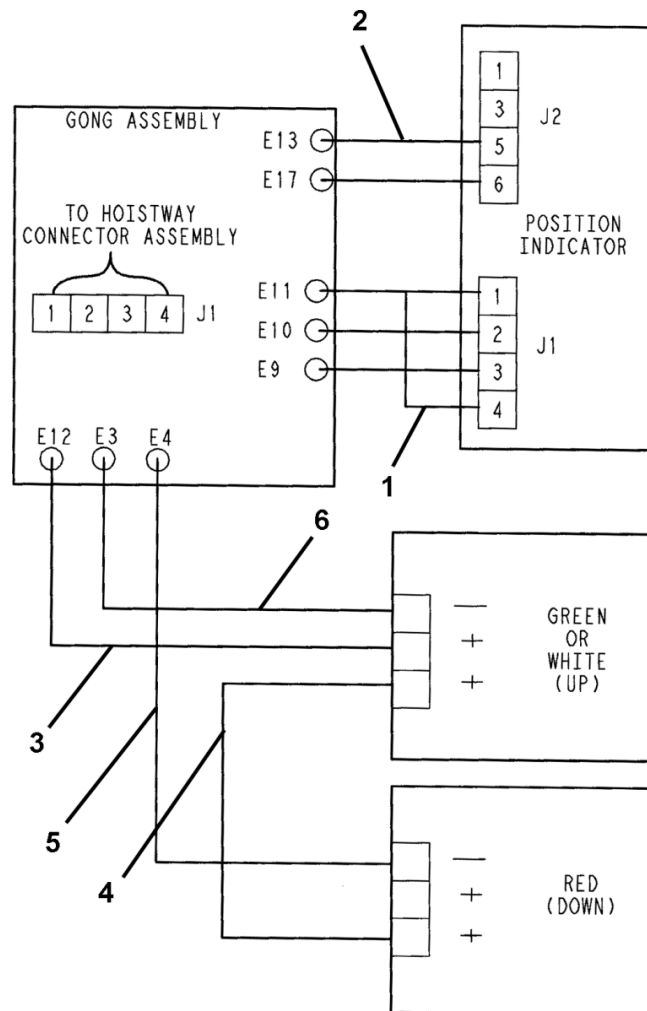 2
GONG ASSEMBLY
E13
E17
TO HOISTWAY
CONNECTOR ASSEMBLY
1 2 3 4 J1
E11
E10
E9
E12 E3 E4
1
3
5
6
J2
POSITION
INDICATOR
1
2
3
4
J1
1
6
3
5
4
—
+
+
GREEN
OR
WHITE
(UP)
—
+
+
RED
(DOWN)